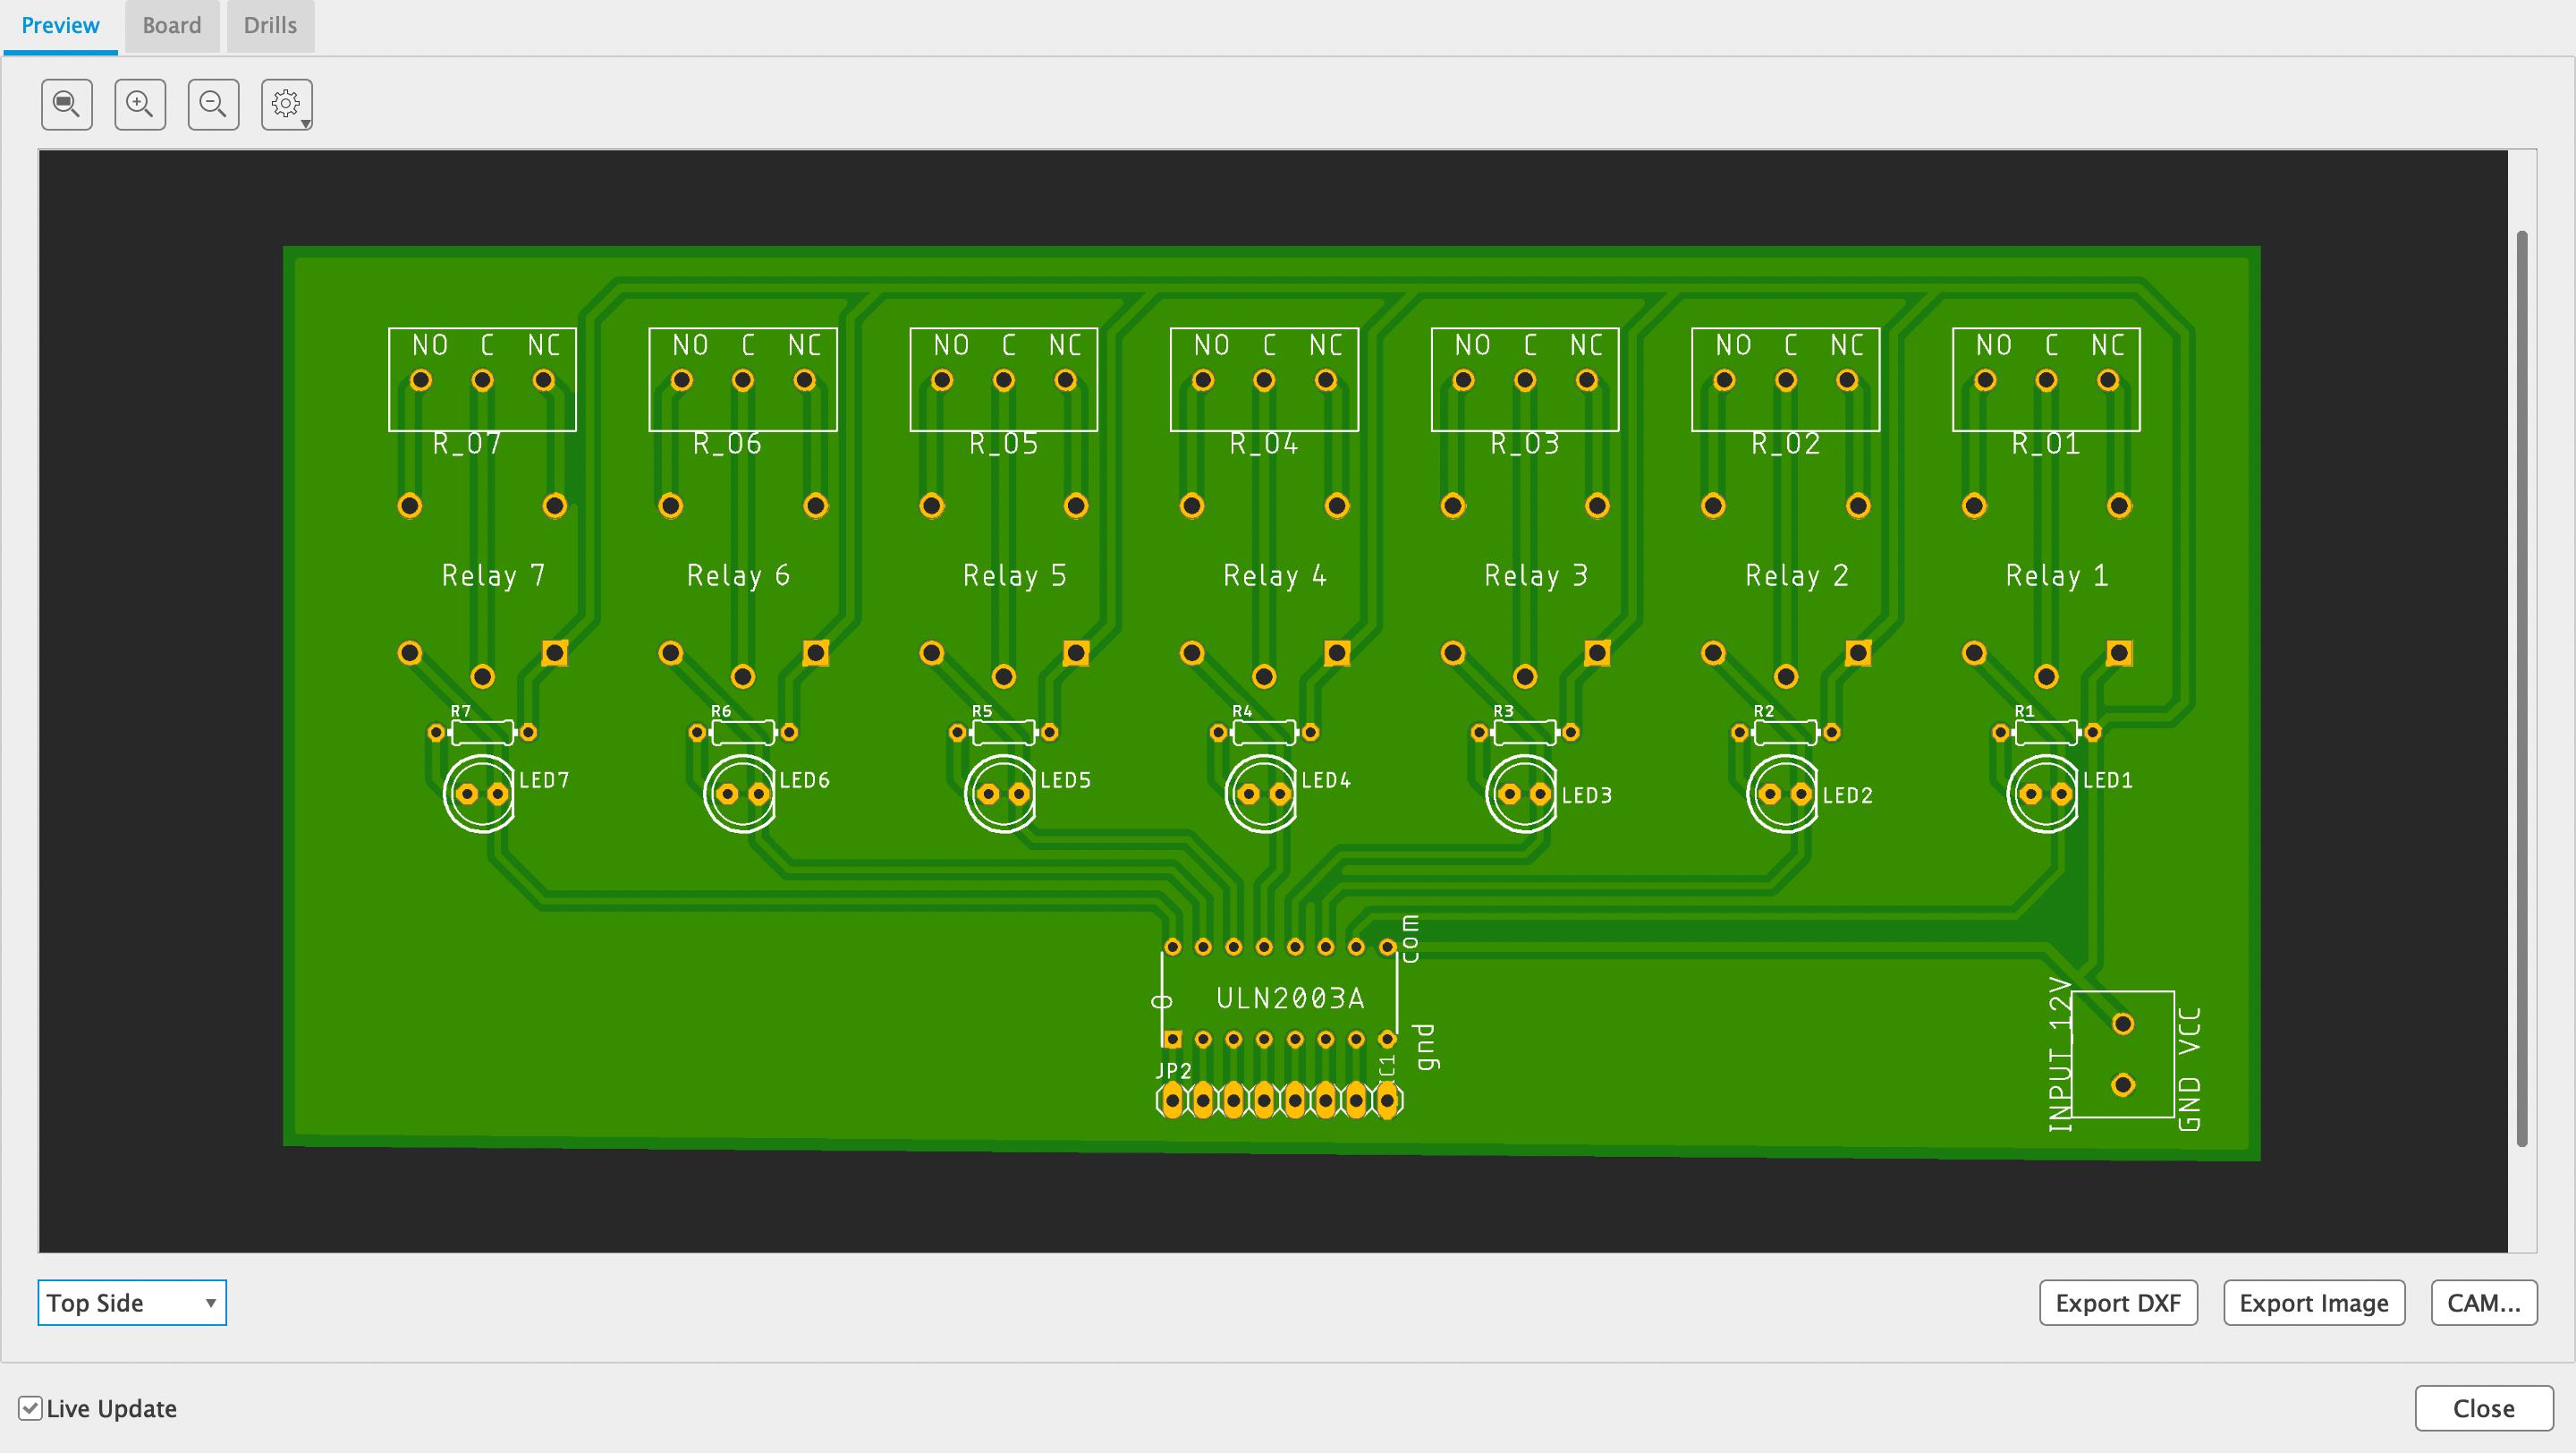 Preview Board Drills
NO C NC NO C NC NO C NC NO C NC NO C NC NO C NC NO C NC
R_07 R_06 R_05 R_04 R_03 R_02 R_01
Relay 7 Relay 6 Relay 5 Relay 4 Relay 3 Relay 2 Relay 1
R7 R6 R5 R4 R3 R2 R1
LED7 LED6 LED5 LED4 LED3 LED2 LED1
com
ULN2003A
gnd
JP2
INPUT_12V
GND VCC
Top Side
Export DXF Export Image CAM...
Live Update
Close